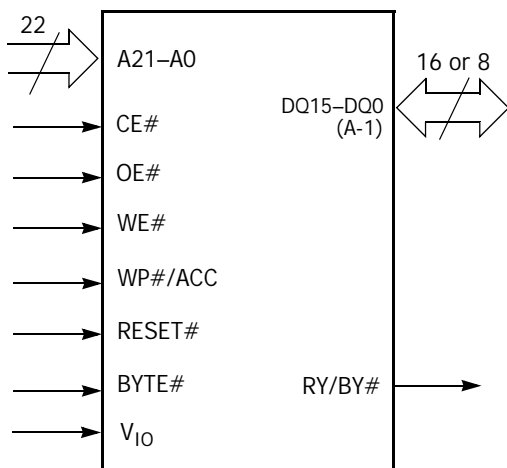 22
A21–A0
16 or 8
DQ15–DQ0
(A-1)
CE#
OE#
WE#
WP#/ACC
RESET#
BYTE#
RY/BY#
VIO